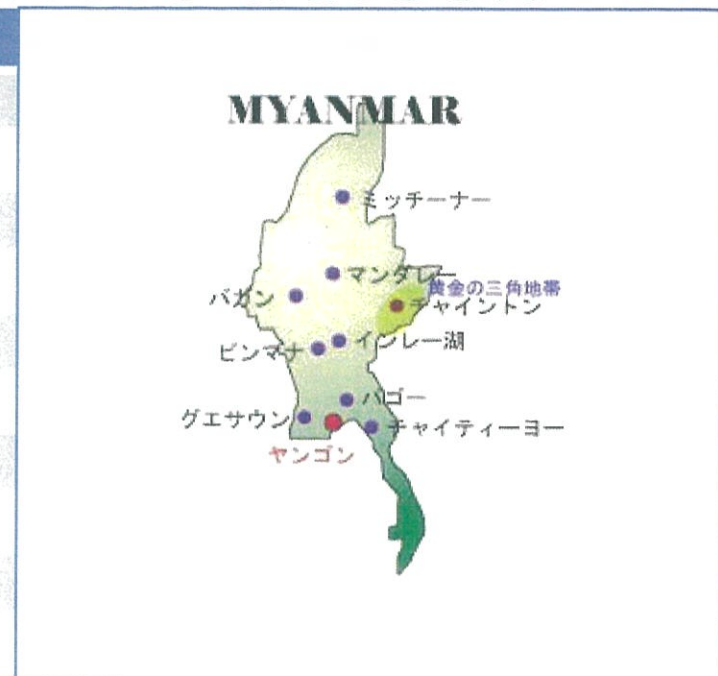 MYANMAR
ミッチーナー
マンダレー
黄金の三角地帯
バガン
チャイントン
インレー湖
ピンマナ
バゴー
グエサウン
チャイティーヨー
ヤンゴン